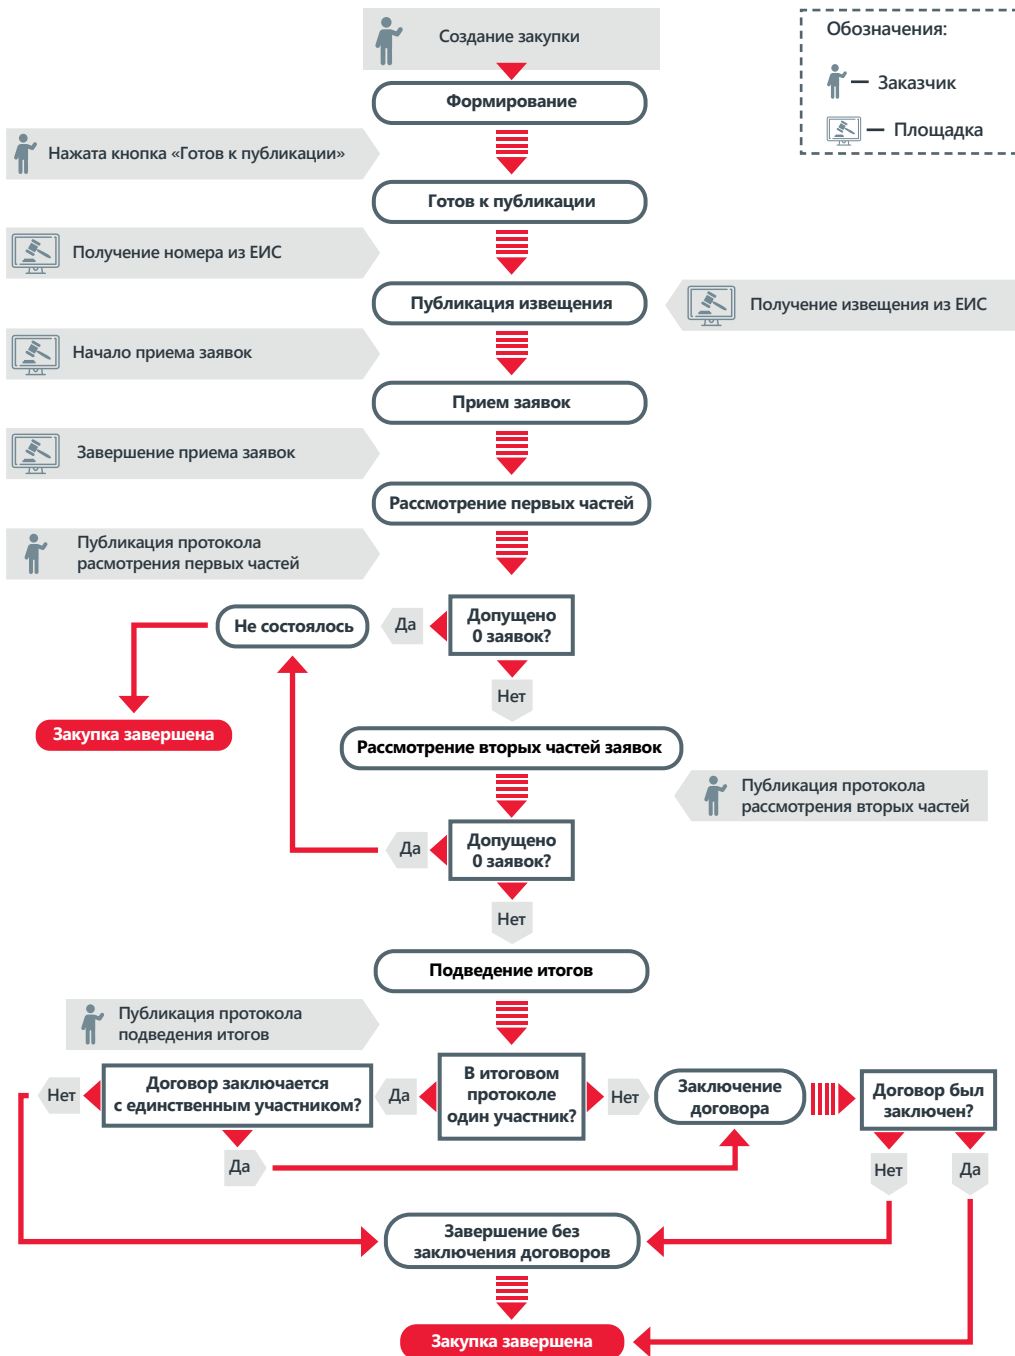 Создание закупки
Обозначения:
Заказчик
Площадка
Формирование
Нажата кнопка «Готов к публикации»
Готов к публикации
Получение номера из ЕИС
Публикация извещения
Получение извещения из ЕИС
Начало приема заявок
Прием заявок
Завершение приема заявок
Рассмотрение первых частей
Публикация протокола
расмотрения первых частей
Допущено
0 заявок?
Да
Не состоялось
Нет
Закупка завершена
Рассмотрение вторых частей заявок
Публикация протокола
рассмотрения вторых частей
Допущено
0 заявок?
Да
Нет
Подведение итогов
Публикация протокола
подведения итогов
Нет
Договор заключается
с единственным участником?
Да
В итоговом
протоколе
один участник?
Нет
Заключение
договора
Договор был
заключен?
Да
Нет
Да
Завершение без
заключения договоров
Закупка завершена